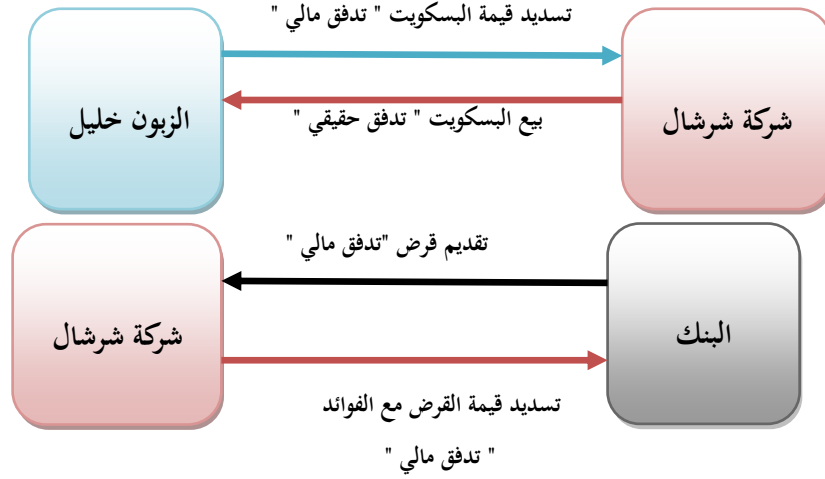 تسديد قيمة البسكويت " تدفق مالي "
شركة شرشال
الزبون خليل
بيع البسكويت " تدفق حقيقي "
تقديم قرض "تدفق مالي "
البنك
شركة شرشال
تسديد قيمة القرض مع الفوائد
" تدفق مالي "